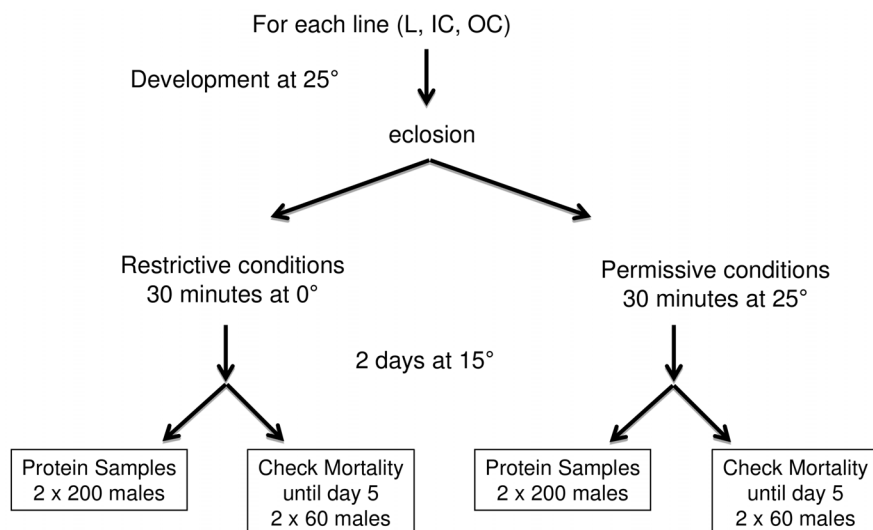 For each line (L, IC, OC)
Development at 25°
eclosion
Restrictive conditions
30 minutes at 0°
Permissive conditions
30 minutes at 25°
2 days at 15°
Protein Samples
2 x 200 males
Check Mortality
until day 5
2 x 60 males
Protein Samples
2 x 200 males
Check Mortality
until day 5
2 x 60 males